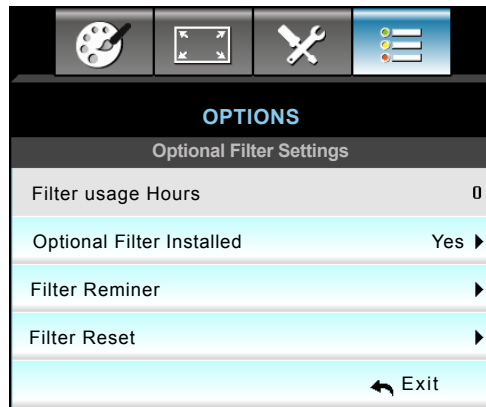 OPTIONS
Optional Filter Settings
Filter usage Hours 0
Optional Filter Installed Yes
Filter Reminer
Filter Reset
Exit